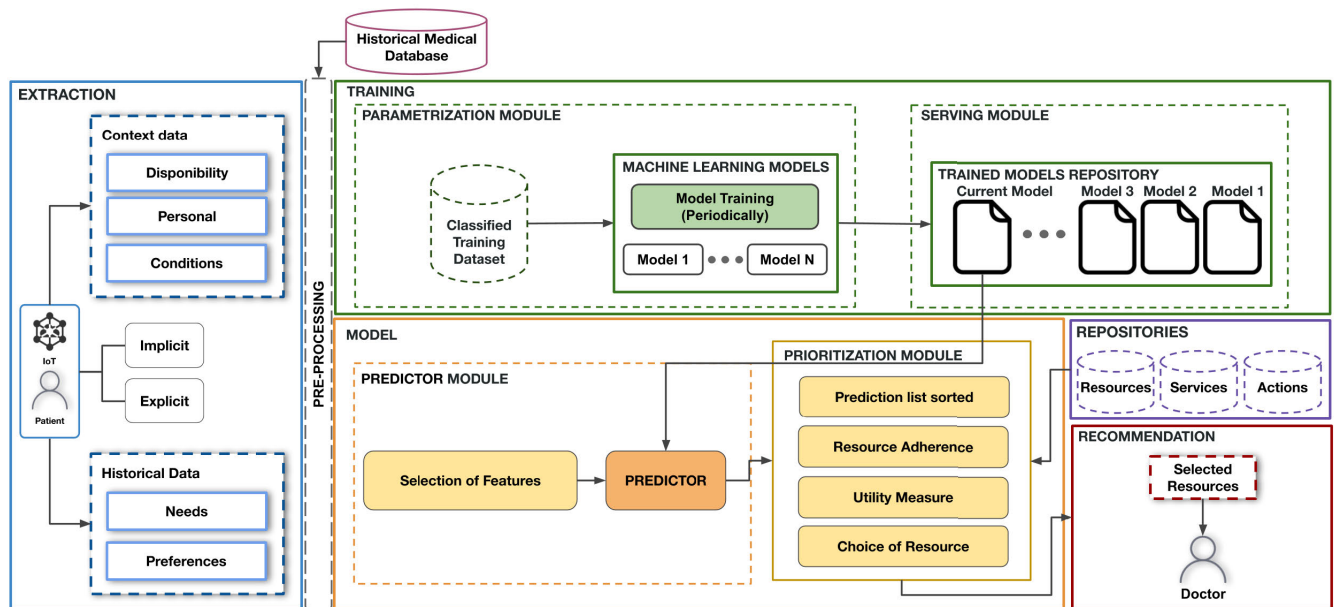 Historical Medical
Database
EXTRACTION
Context data
Disponibility
Personal
Conditions
IoT
Patient
Implicit
Explicit
Historical Data
Needs
Preferences
PRE-PROCESSING
TRAINING
PARAMETRIZATION MODULE
Classified
Training
Dataset
MACHINE LEARNING MODELS
Model Training
(Periodically)
Model 1
Model N
SERVING MODULE
TRAINED MODELS REPOSITORY
Current Model
Model 3
Model 2
Model 1
MODEL
PREDICTOR MODULE
Selection of Features
PREDICTOR
PRIORITIZATION MODULE
Prediction list sorted
Resource Adherence
Utility Measure
Choice of Resource
REPOSITORIES
Resources
Services
Actions
RECOMMENDATION
Selected
Resources
Doctor